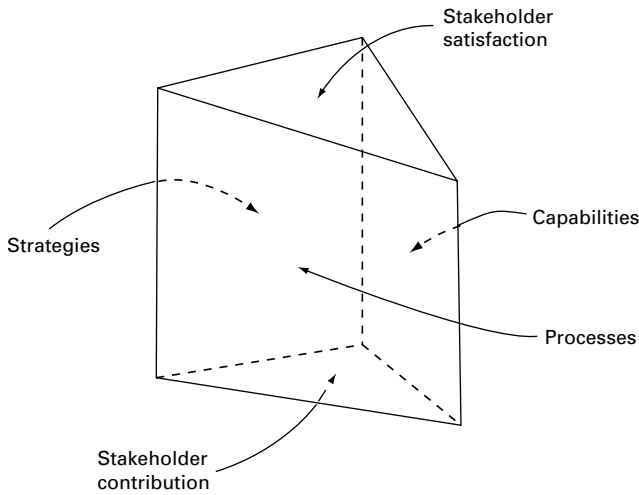 Stakeholder
satisfaction
Strategies
Capabilities
Processes
Stakeholder
contribution